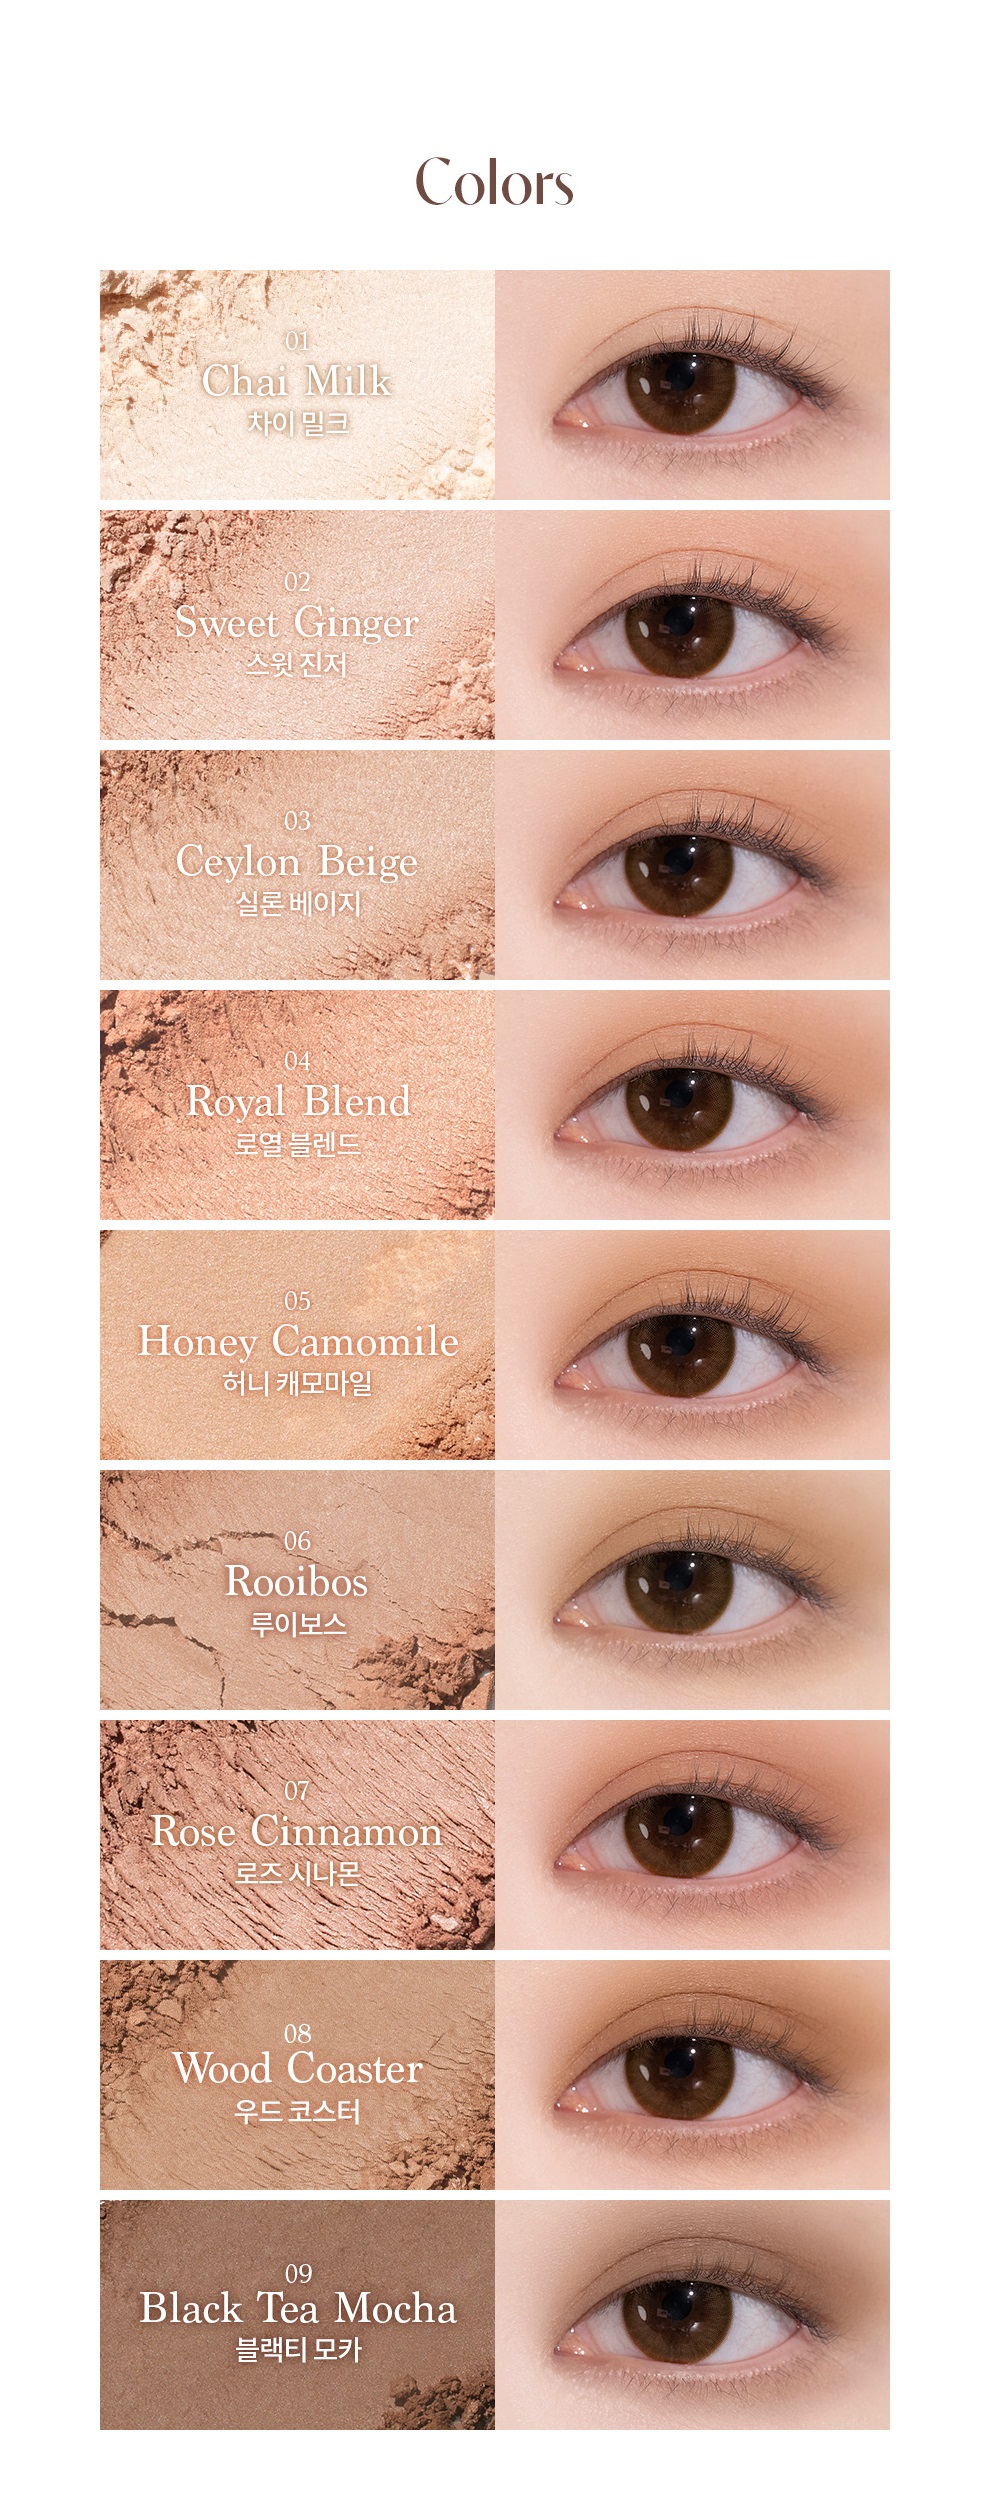 Colors
01
Chai Milk
차이 밀크
02
Sweet Ginger
스윗 진저
03
Ceylon Beige
실론 베이지
04
Royal Blend
로열 블렌드
05
Honey Camomile
허니 캐모마일
06
Rooibos
루이보스
07
Rose Cinnamon
로즈 시나몬
08
Wood Coaster
우드 코스터
09
Black Tea Mocha
블랙티 모카